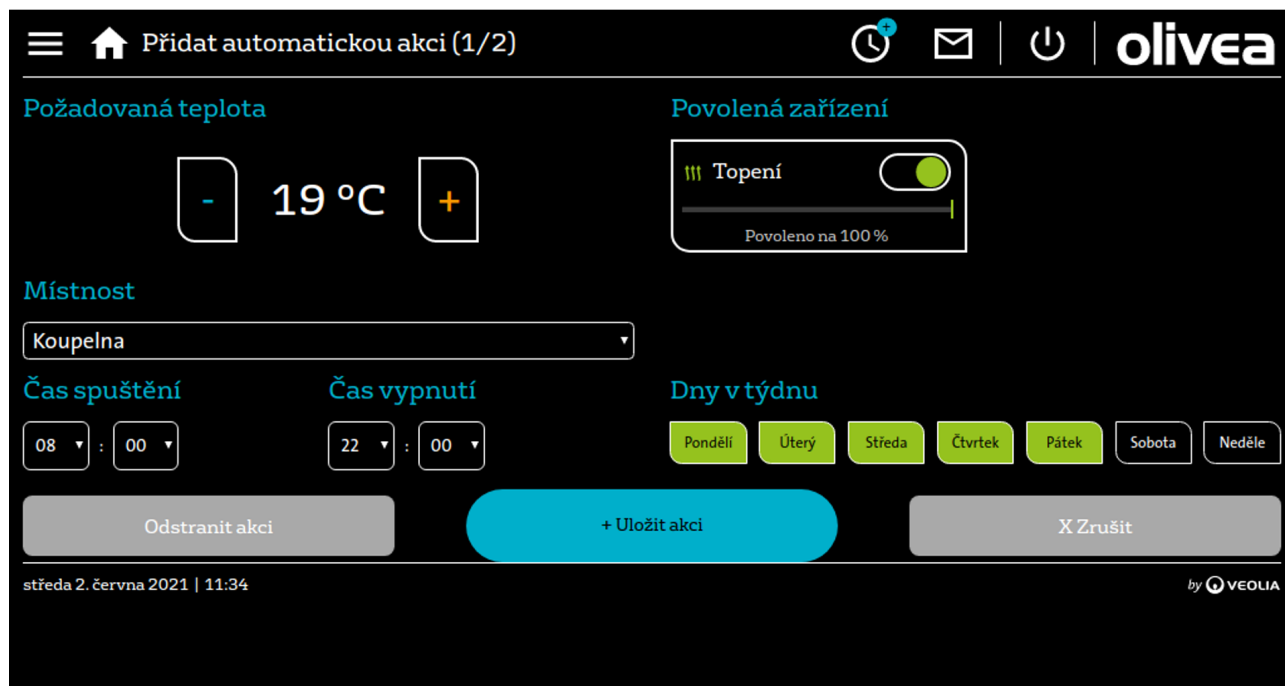 Přidat automatickou akci (1/2)
olivea
Požadovaná teplota
Povolená zařízení
- 19 °C +
Topení
Povoleno na 100 %
Místnost
Koupelna
Čas spuštění
Čas vypnutí
Dny v týdnu
08 : 00
22 : 00
Pondělí Úterý Středa Čtvrtek Pátek Sobota Neděle
Odstranit akci
+ Uložit akci
X Zrušit
středa 2. června 2021 | 11:34
by VEOLIA